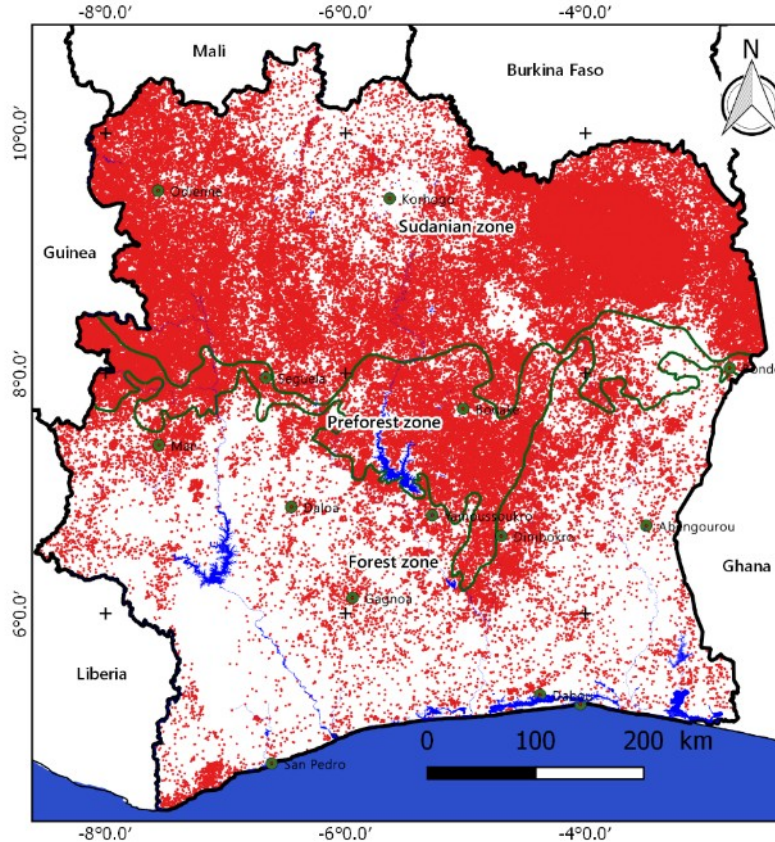 -8°0.0′ -6°0.0′ -4°0.0′
Mali
N
Burkina Faso
10°0.0′
Odienne
Korhogo
Sudanian zone
Guinea
8°0.0′
Seguela
Preforest zone
Man
Daloa
Dimbokro
Abengourou
Forest zone
Ghana
Gagnoa
6°0.0′
Liberia
Dabou
0 100 200 km
San Pedro
-8°0.0′ -6°0.0′ -4°0.0′